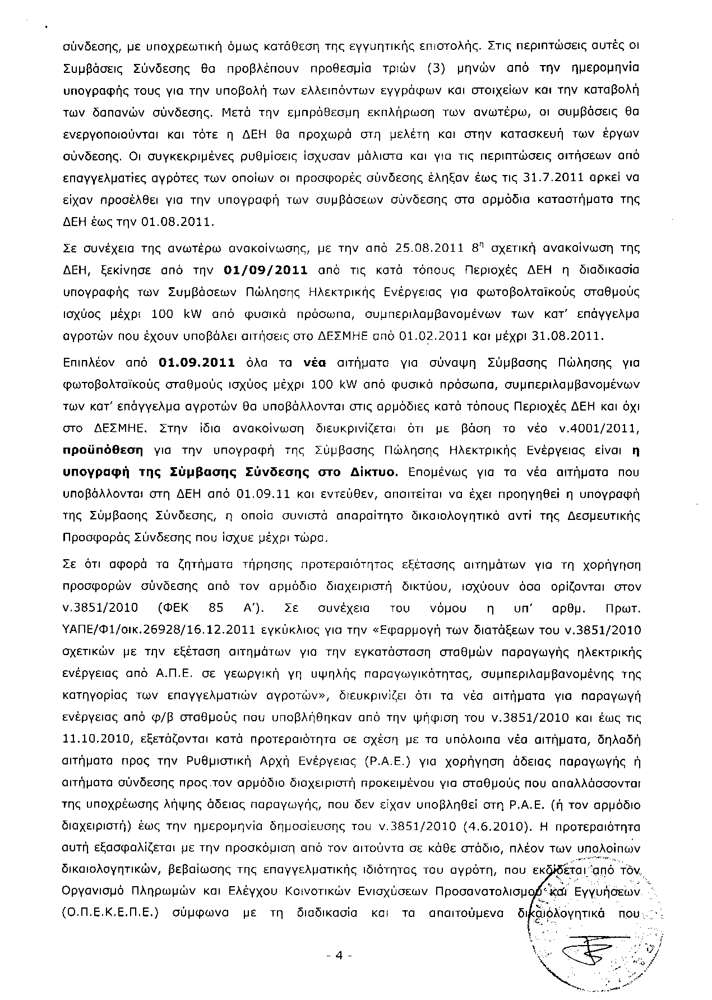 σύνδεσης, με υποχρεωτική όμως κατάθεση της εγγυητικής επιστολής. Στις περιπτώσεις αυτές οι
Συμβάσεις Σύνδεσης θα προβλέπουν προθεσμία τριών (3) μηνών από την ημερομηνία
υπογραφής τους για την υποβολή των ελλειπόντων εγγράφων και στοιχείων και την καταβολή
των δαπανών σύνδεσης. Μετά την εμπρόθεσμη εκπλήρωση των ανωτέρω, οι συμβάσεις θα
ενεργοποιούνται και τότε η ΔΕΗ θα προχωρά στη μελέτη και στην κατασκευή των έργων
σύνδεσης. Οι συγκεκριμένες ρυθμίσεις ίσχυσαν μάλιστα και για τις περιπτώσεις αιτήσεων από
επαγγελματίες αγρότες των οποίων οι προσφορές σύνδεσης έληξαν έως τις 31.7.2011 αρκεί να
είχαν προσέλθει για την υπογραφή των συμβάσεων σύνδεσης στα αρμόδια καταστήματα της
ΔΕΗ έως την 01.08.2011.
Σε συνέχεια της ανωτέρω ανακοίνωσης, με την από 25.08.2011 8η σχετική ανακοίνωση της
ΔΕΗ, ξεκίνησε από την 01/09/2011 από τις κατά τόπους Περιοχές ΔΕΗ η διαδικασία
υπογραφής των Συμβάσεων Πώλησης Ηλεκτρικής Ενέργειας για φωτοβολταϊκούς σταθμούς
ισχύος μέχρι 100 kW από φυσικά πρόσωπα, συμπεριλαμβανομένων των κατ' επάγγελμα
αγροτών που έχουν υποβάλει αιτήσεις στο ΔΕΣΜΗΕ από 01.02.2011 και μέχρι 31.08.2011.
Επιπλέον από 01.09.2011 όλα τα νέα αιτήματα για σύναψη Σύμβασης Πώλησης για
φωτοβολταϊκούς σταθμούς ισχύος μέχρι 100 kW από φυσικά πρόσωπα, συμπεριλαμβανομένων
των κατ' επάγγελμα αγροτών θα υποβάλλονται στις αρμόδιες κατά τόπους Περιοχές ΔΕΗ και όχι
στο ΔΕΣΜΗΕ. Στην ίδια ανακοίνωση διευκρινίζεται ότι με βάση το νέο ν.4001/2011,
προϋπόθεση για την υπογραφή της Σύμβασης Πώλησης Ηλεκτρικής Ενέργειας είναι η
υπογραφή της Σύμβασης Σύνδεσης στο Δίκτυο. Επομένως για τα νέα αιτήματα που
υποβάλλονται στη ΔΕΗ από 01.09.11 και εντεύθεν, απαιτείται να έχει προηγηθεί η υπογραφή
της Σύμβασης Σύνδεσης, η οποία συνιστά απαραίτητο δικαιολογητικό αντί της Δεσμευτικής
Προσφοράς Σύνδεσης που ίσχυε μέχρι τώρα.
Σε ότι αφορά τα ζητήματα τήρησης προτεραιότητας εξέτασης αιτημάτων για τη χορήγηση
προσφορών σύνδεσης από τον αρμόδιο διαχειριστή δικτύου, ισχύουν όσα ορίζονται στον
ν.3851/2010 (ΦΕΚ 85 Α'). Σε συνέχεια του νόμου η υπ' αρθμ. Πρωτ.
ΥΑΠΕ/Φ1/οικ.26928/16.12.2011 εγκύκλιος για την «Εφαρμογή των διατάξεων του ν.3851/2010
σχετικών με την εξέταση αιτημάτων για την εγκατάσταση σταθμών παραγωγής ηλεκτρικής
ενέργειας από Α.Π.Ε. σε γεωργική γη υψηλής παραγωγικότητας, συμπεριλαμβανομένης της
κατηγορίας των επαγγελματιών αγροτών», διευκρινίζει ότι τα νέα αιτήματα για παραγωγή
ενέργειας από φ/β σταθμούς που υποβλήθηκαν από την ψήφιση του ν.3851/2010 και έως τις
11.10.2010, εξετάζονται κατά προτεραιότητα σε σχέση με τα υπόλοιπα νέα αιτήματα, δηλαδή
αιτήματα προς την Ρυθμιστική Αρχή Ενέργειας (Ρ.Α.Ε.) για χορήγηση άδειας παραγωγής ή
αιτήματα σύνδεσης προς τον αρμόδιο διαχειριστή προκειμένου για σταθμούς που απαλλάσσονται
της υποχρέωσης λήψης άδειας παραγωγής, που δεν είχαν υποβληθεί στη Ρ.Α.Ε. (ή τον αρμόδιο
διαχειριστή) έως την ημερομηνία δημοσίευσης του ν.3851/2010 (4.6.2010). Η προτεραιότητα
αυτή εξασφαλίζεται με την προσκόμιση από τον αιτούντα σε κάθε στάδιο, πλέον των υπολοίπων
δικαιολογητικών, βεβαίωσης της επαγγελματικής ιδιότητας του αγρότη, που εκδίδεται από τον
Οργανισμό Πληρωμών και Ελέγχου Κοινοτικών Ενισχύσεων Προσανατολισμού και Εγγυήσεων
(Ο.Π.Ε.Κ.Ε.Π.Ε.) σύμφωνα με τη διαδικασία και τα απαιτούμενα δικαιολογητικά που
- 4 -